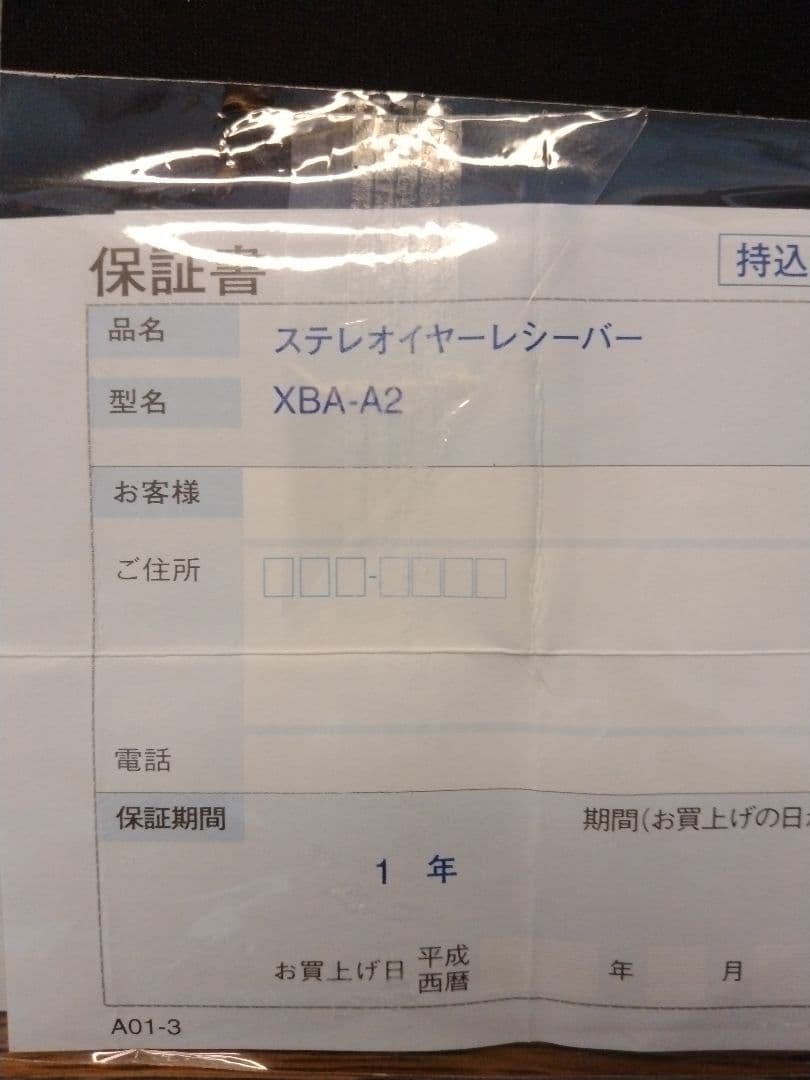 保証書
持込
品名 ステレオイヤーレシーバー
型名 XBA-A2
お客様
ご住所
電話
保証期間
期間(お買上げの日
1 年
お買上げ日 平成 西暦 年 月
A01-3